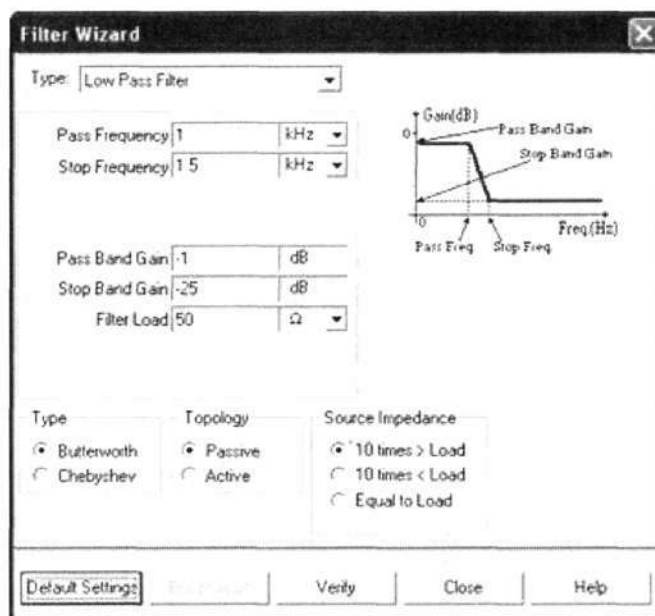 Filter Wizard
Type: Low Pass Filter
Pass Frequency 1 kHz
Stop Frequency 1.5 kHz
Pass Band Gain -1 dB
Stop Band Gain -25 dB
Filter Load 50 Ω
Gain(dB)
0
Pass Band Gain
Stop Band Gain
0
Freq.(Hz)
Pass Freq.
Stop Freq.
Type
Butterworth
Chebyshev
Topology
Passive
Active
Source Impedance
10 times > Load
10 times < Load
Equal to Load
Default Settings
Verify
Close
Help